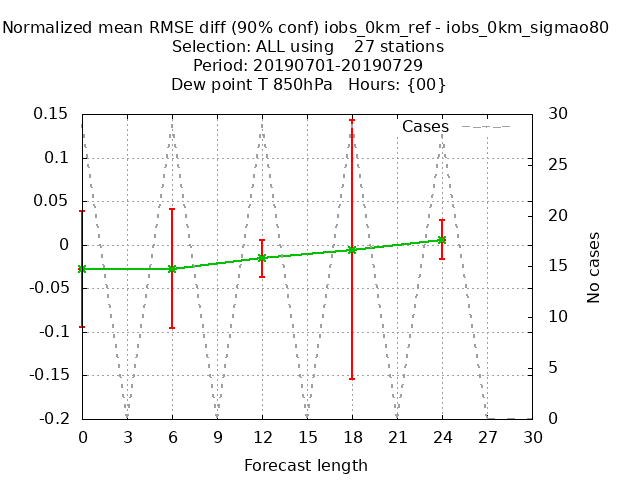 Normalized mean RMSE diff (90% conf) iobs_0km_ref - iobs_0km_sigmao80
Selection: ALL using    27 stations
Period: 20190701-20190729
Dew point T 850hPa   Hours: {00}
Cases
0.15
0.1
0.05
0
-0.05
-0.1
-0.15
-0.2
30
25
20
15
10
5
0
No cases
0 3 6 9 12 15 18 21 24 27 30
Forecast length